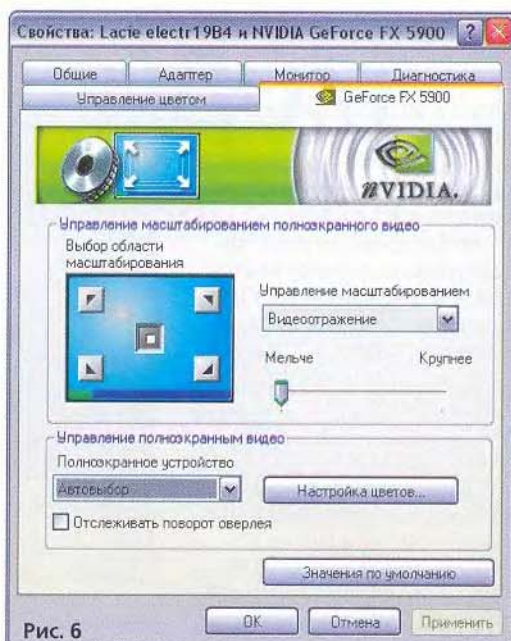 Свойства: Lacie electr19B4 и NVIDIA GeForce FX 5900
Общие
Адаптер
Монитор
Диагностика
Управление цветом
GeForce FX 5900
nVIDIA.
Управление масштабированием полноэкранного видео
Выбор области
масштабирования
Управление масштабированием
Видеоотражение
Мельче
Крупнее
Управление полноэкранным видео
Полноэкранное устройство
Автовыбор
Настройка цветов...
Отслеживать поворот оверлея
Значения по умолчанию
Рис. 6
OK
Отмена
Применить